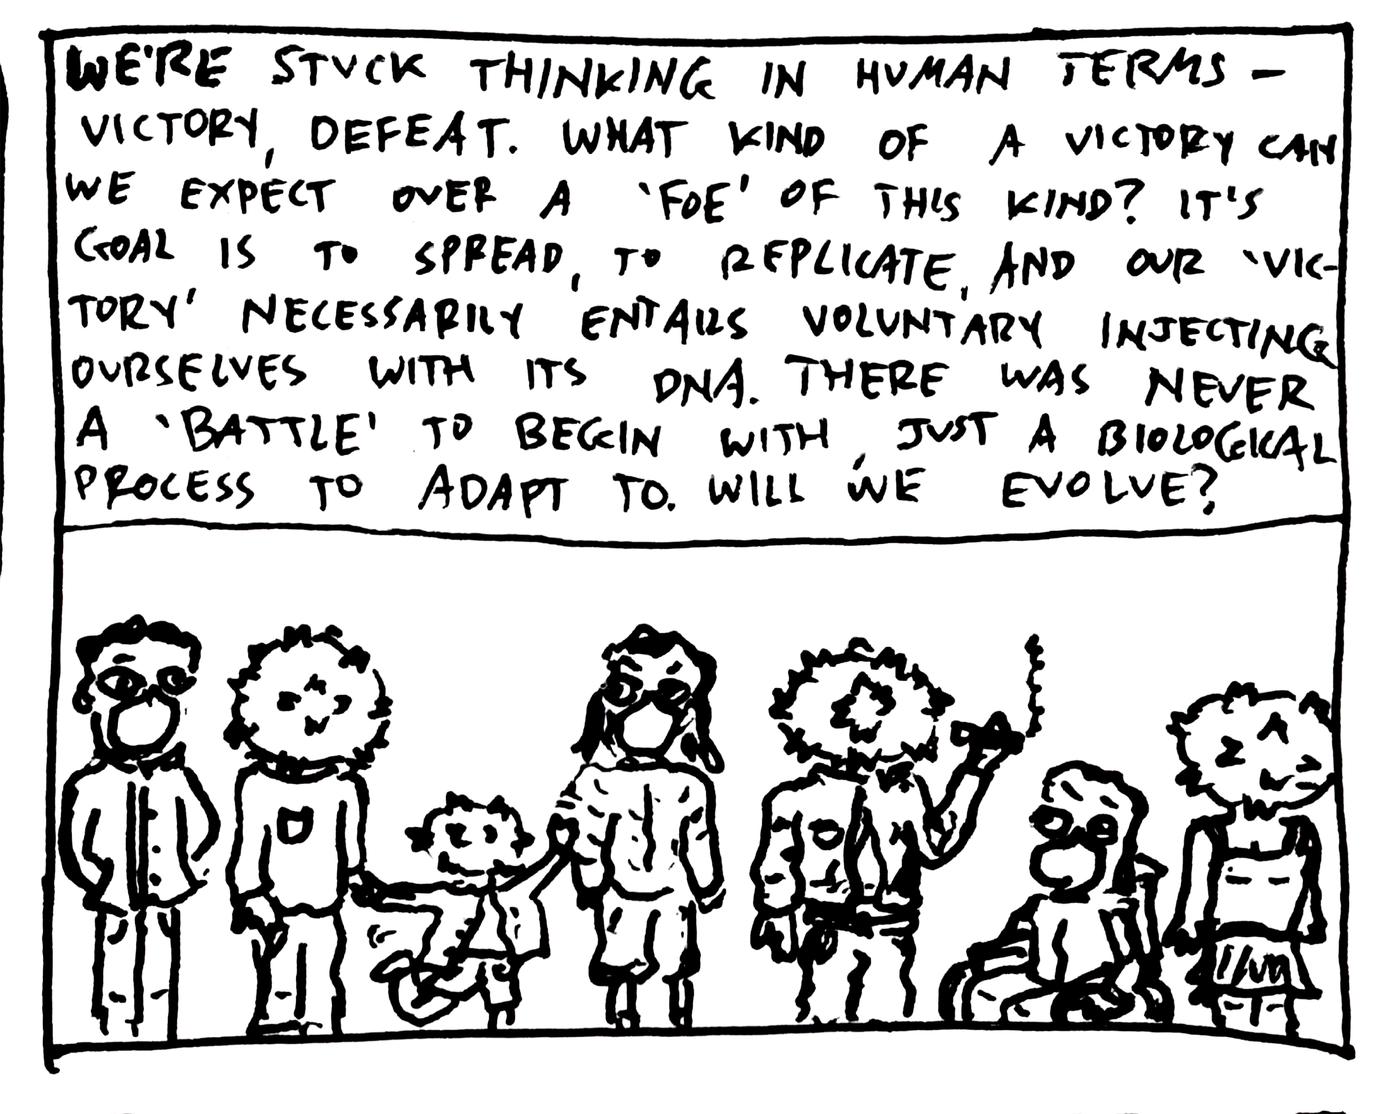 WE'RE STUCK THINKING IN HUMAN TERMS –
VICTORY, DEFEAT. WHAT KIND OF A VICTORY CAN
WE EXPECT OVER A 'FOE' OF THIS KIND? IT'S
GOAL IS TO SPREAD, TO REPLICATE, AND OUR 'VIC-
TORY' NECESSARILY ENTAILS VOLUNTARY INJECTING
OURSELVES WITH ITS DNA. THERE WAS NEVER
A 'BATTLE' TO BEGIN WITH, JUST A BIOLOGICAL
PROCESS TO ADAPT TO. WILL WE EVOLVE?